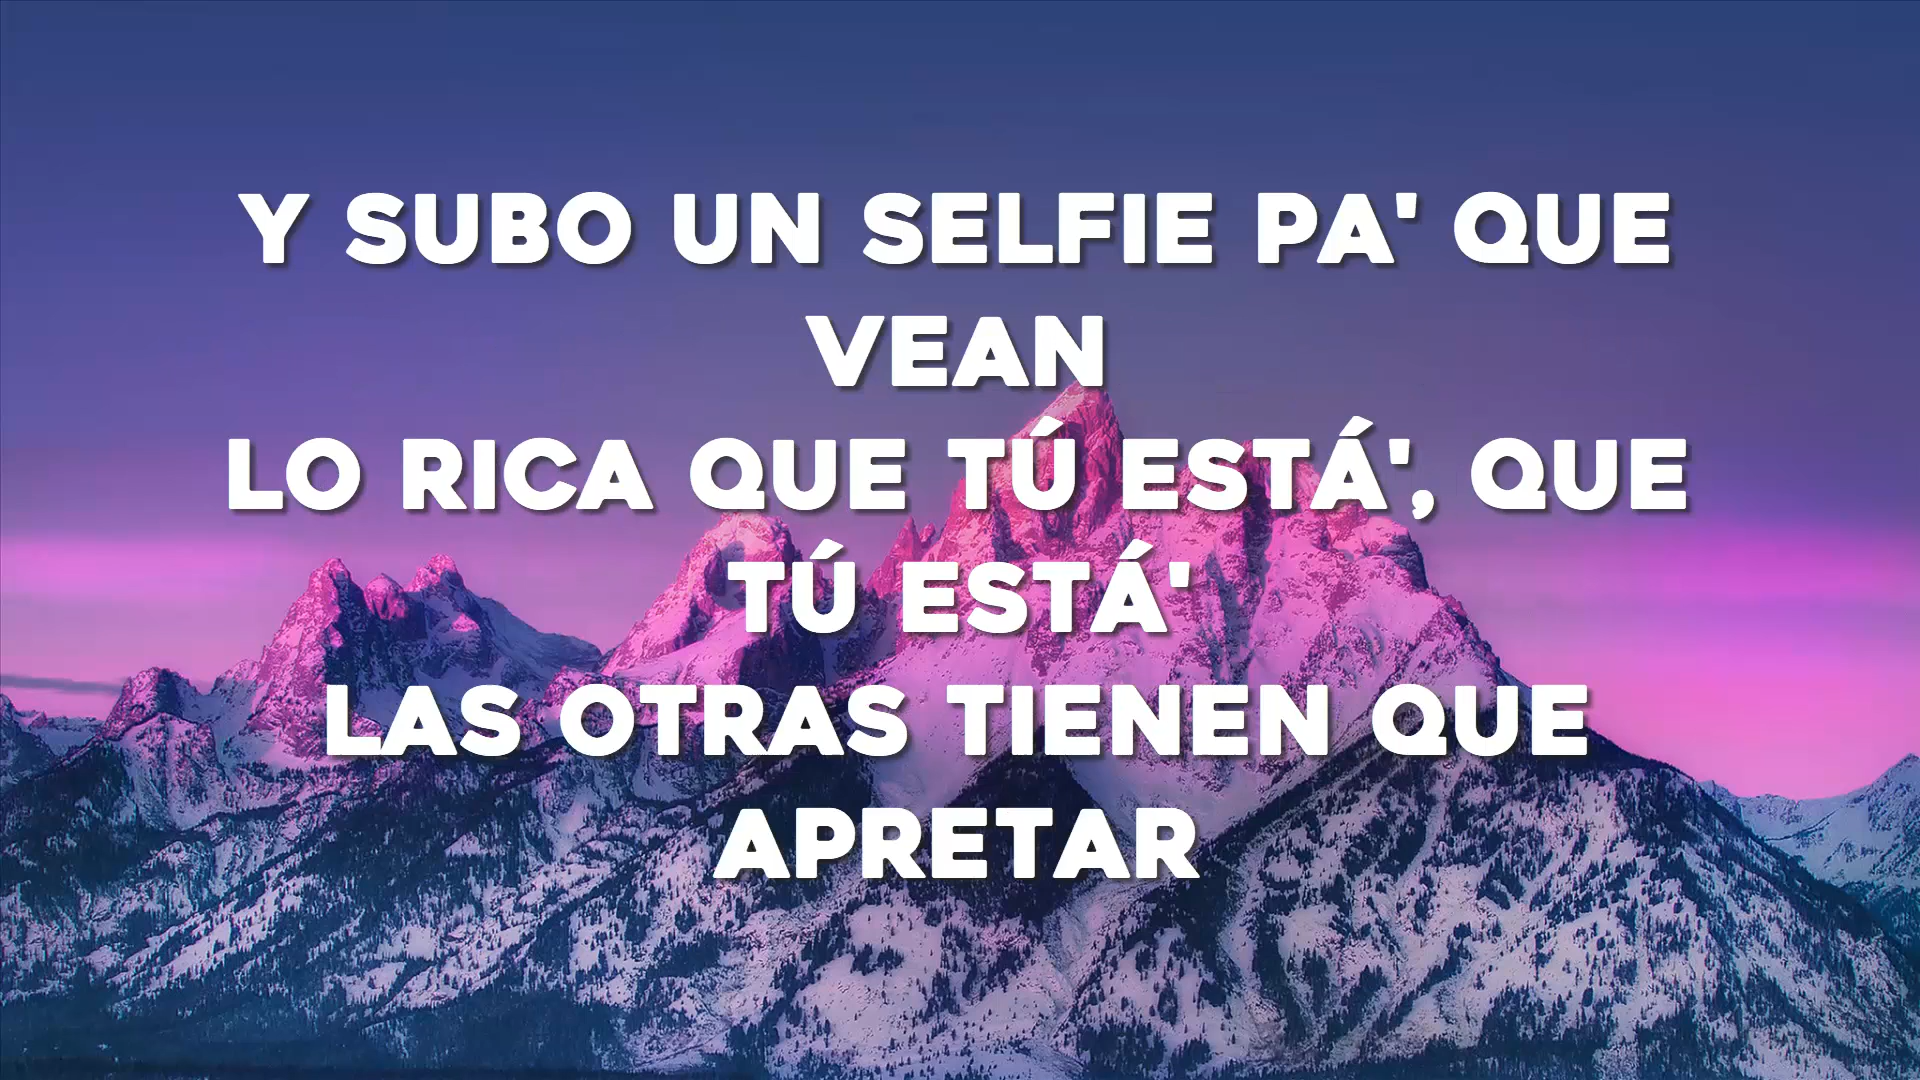 Y SUBO UN SELFIE PA' QUE
VEAN
LO RICA QUE TÚ ESTÁ', QUE
TÚ ESTÁ'
LAS OTRAS TIENEN QUE
APRETAR